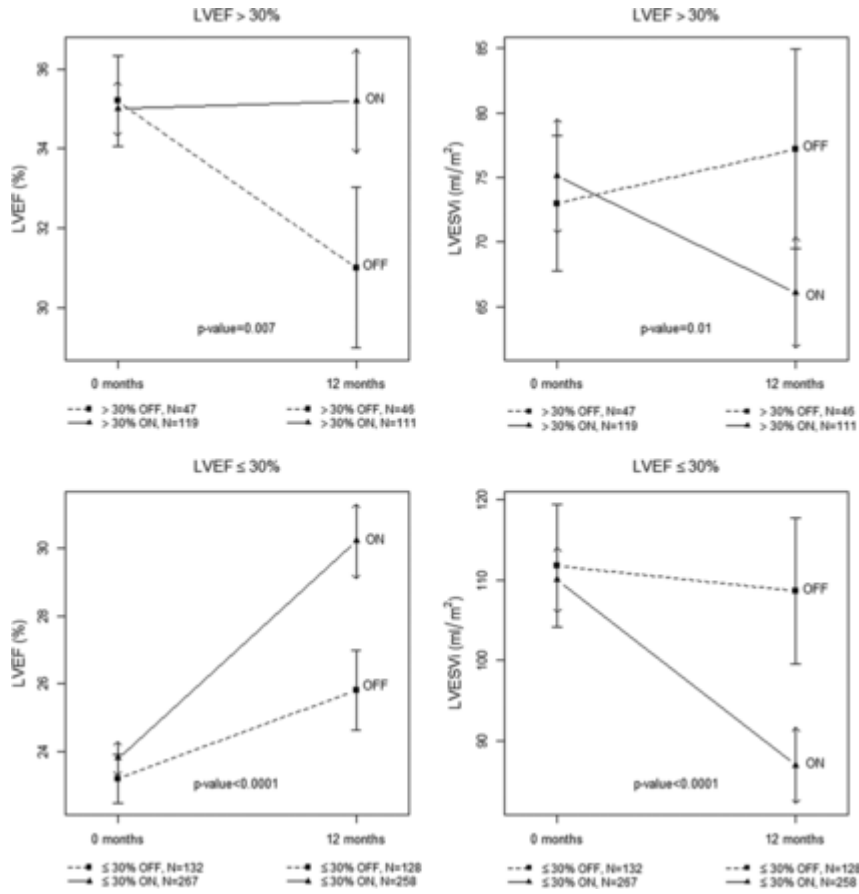 LVEF > 30%
LVEF (%)
36
34
32
30
ON
OFF
p-value=0.007
0 months
12 months
> 30% OFF, N=47
> 30% OFF, N=46
> 30% ON, N=119
> 30% ON, N=111
LVEF > 30%
LVESVi (ml/m²)
85
80
75
70
65
OFF
ON
p-value=0.01
0 months
12 months
> 30% OFF, N=47
> 30% OFF, N=46
> 30% ON, N=119
> 30% ON, N=111
LVEF ≤ 30%
LVEF (%)
30
28
26
24
ON
OFF
p-value<0.0001
0 months
12 months
≤ 30% OFF, N=132
≤ 30% OFF, N=128
≤ 30% ON, N=267
≤ 30% ON, N=258
LVEF ≤ 30%
LVESVi (ml/m²)
120
110
100
90
OFF
ON
p-value<0.0001
0 months
12 months
≤ 30% OFF, N=132
≤ 30% OFF, N=128
≤ 30% ON, N=267
≤ 30% ON, N=258